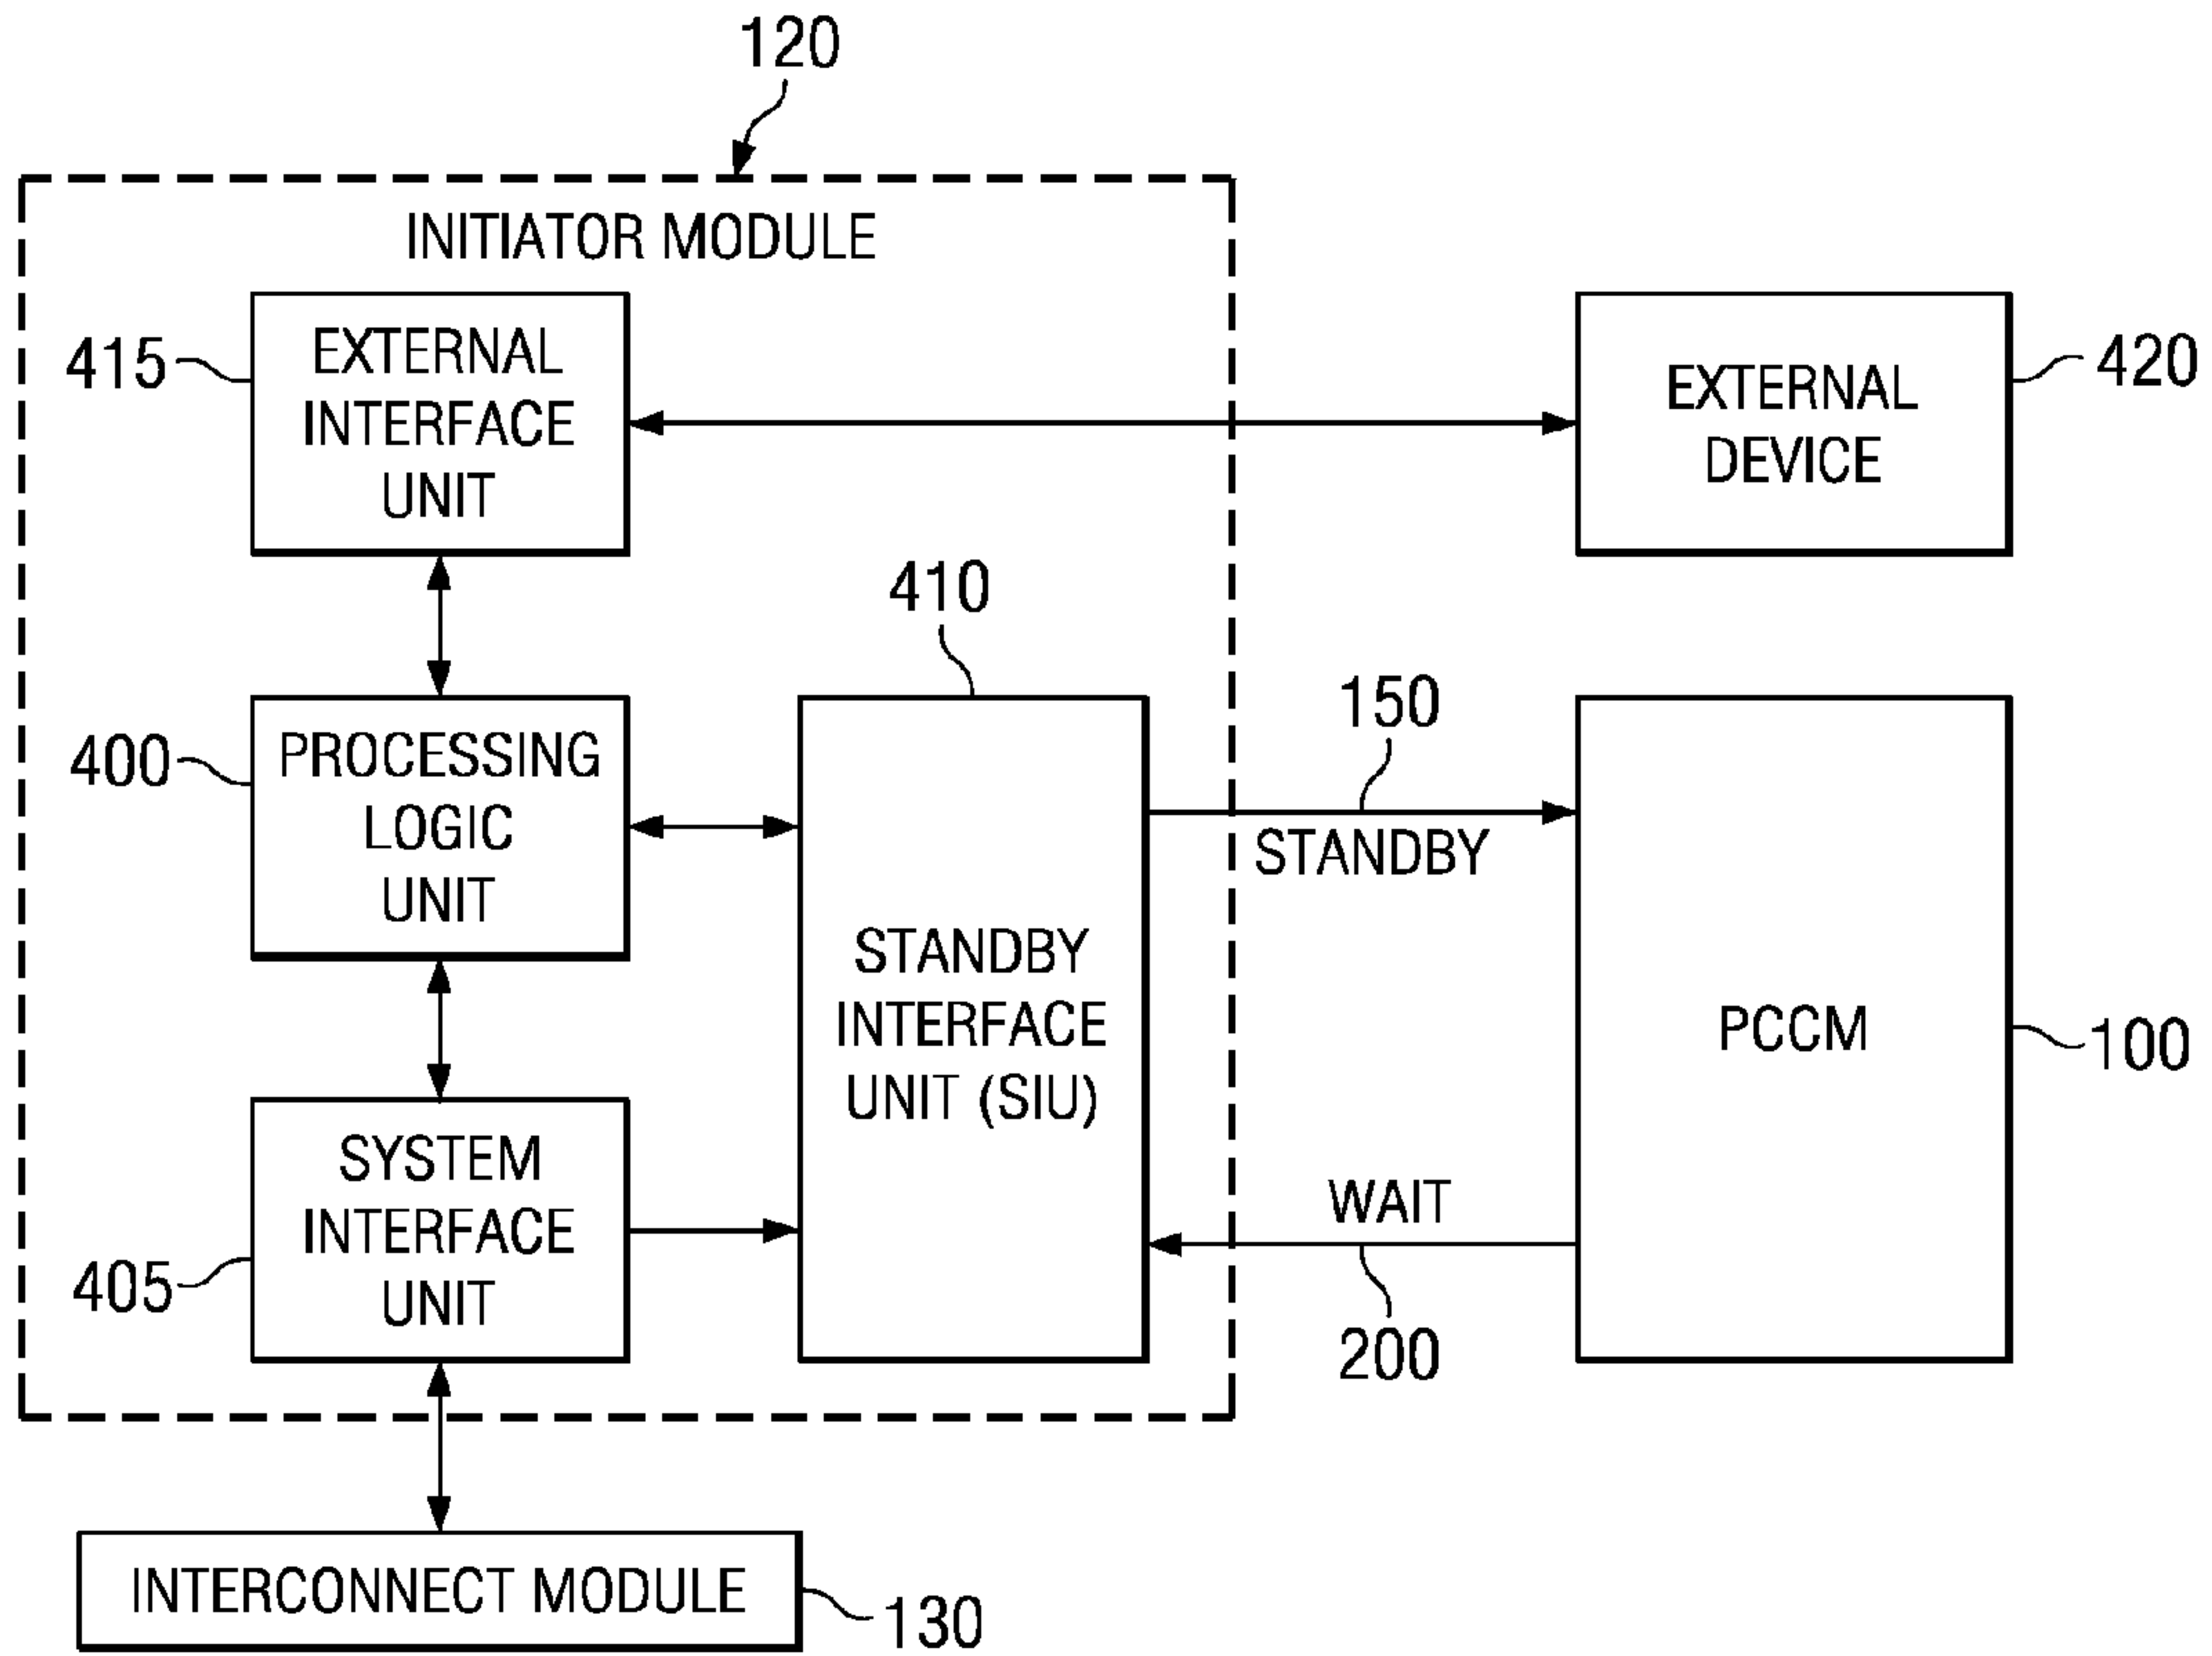 120
INITIATOR MODULE
415
EXTERNAL
INTERFACE
UNIT
EXTERNAL
DEVICE
420
410
400
PROCESSING
LOGIC
UNIT
150
STANDBY
STANDBY
INTERFACE
UNIT (SIU)
PCCM
100
405
SYSTEM
INTERFACE
UNIT
WAIT
200
INTERCONNECT MODULE
130